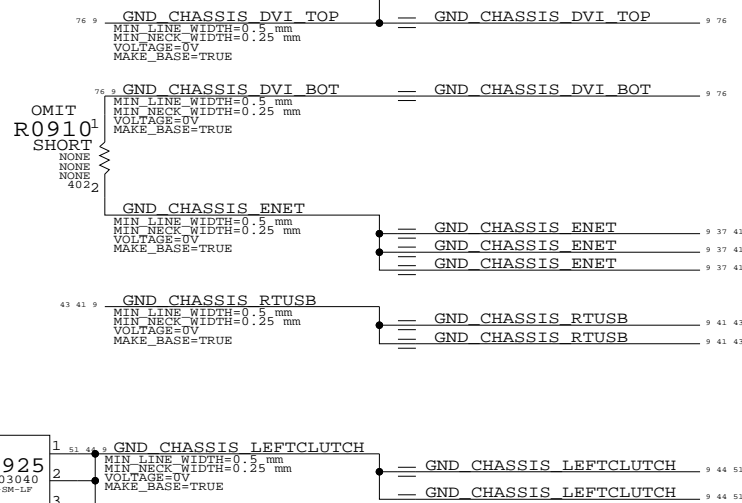 76 9 GND_CHASSIS_DVI_TOP GND_CHASSIS_DVI_TOP 9 76
MIN_LINE_WIDTH=0.5 mm
MIN_NECK_WIDTH=0.25 mm
VOLTAGE=0V
MAKE_BASE=TRUE
76 9 GND_CHASSIS_DVI_BOT GND_CHASSIS_DVI_BOT 9 76
MIN_LINE_WIDTH=0.5 mm
MIN_NECK_WIDTH=0.25 mm
VOLTAGE=0V
MAKE_BASE=TRUE
OMIT
R0910 1
SHORT
NONE
NONE
NONE
402 2
GND_CHASSIS_ENET
MIN_LINE_WIDTH=0.5 mm
MIN_NECK_WIDTH=0.25 mm
VOLTAGE=0V
MAKE_BASE=TRUE
GND_CHASSIS_ENET 9 37 41
GND_CHASSIS_ENET 9 37 41
GND_CHASSIS_ENET 9 37 41
43 41 9 GND_CHASSIS_RTUSB
MIN_LINE_WIDTH=0.5 mm
MIN_NECK_WIDTH=0.25 mm
VOLTAGE=0V
MAKE_BASE=TRUE
GND_CHASSIS_RTUSB 9 41 43
GND_CHASSIS_RTUSB 9 41 43
925
03040
-SM-LF
1
2
3
51 44 9 GND_CHASSIS_LEFTCLUTCH
MIN_LINE_WIDTH=0.5 mm
MIN_NECK_WIDTH=0.25 mm
VOLTAGE=0V
MAKE_BASE=TRUE
GND_CHASSIS_LEFTCLUTCH 9 44 51
GND_CHASSIS_LEFTCLUTCH 9 44 51